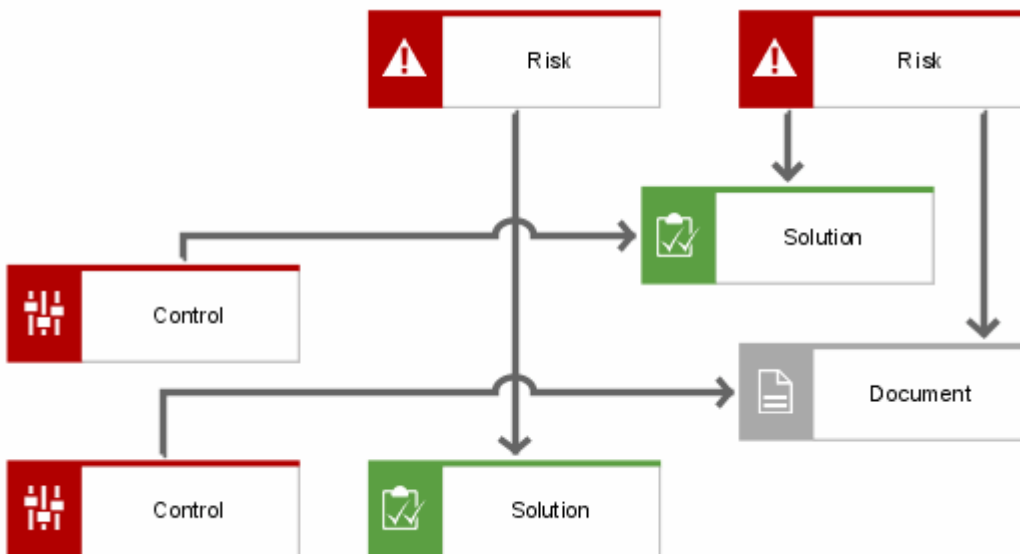 Risk
Risk
Solution
Control
Document
Control
Solution